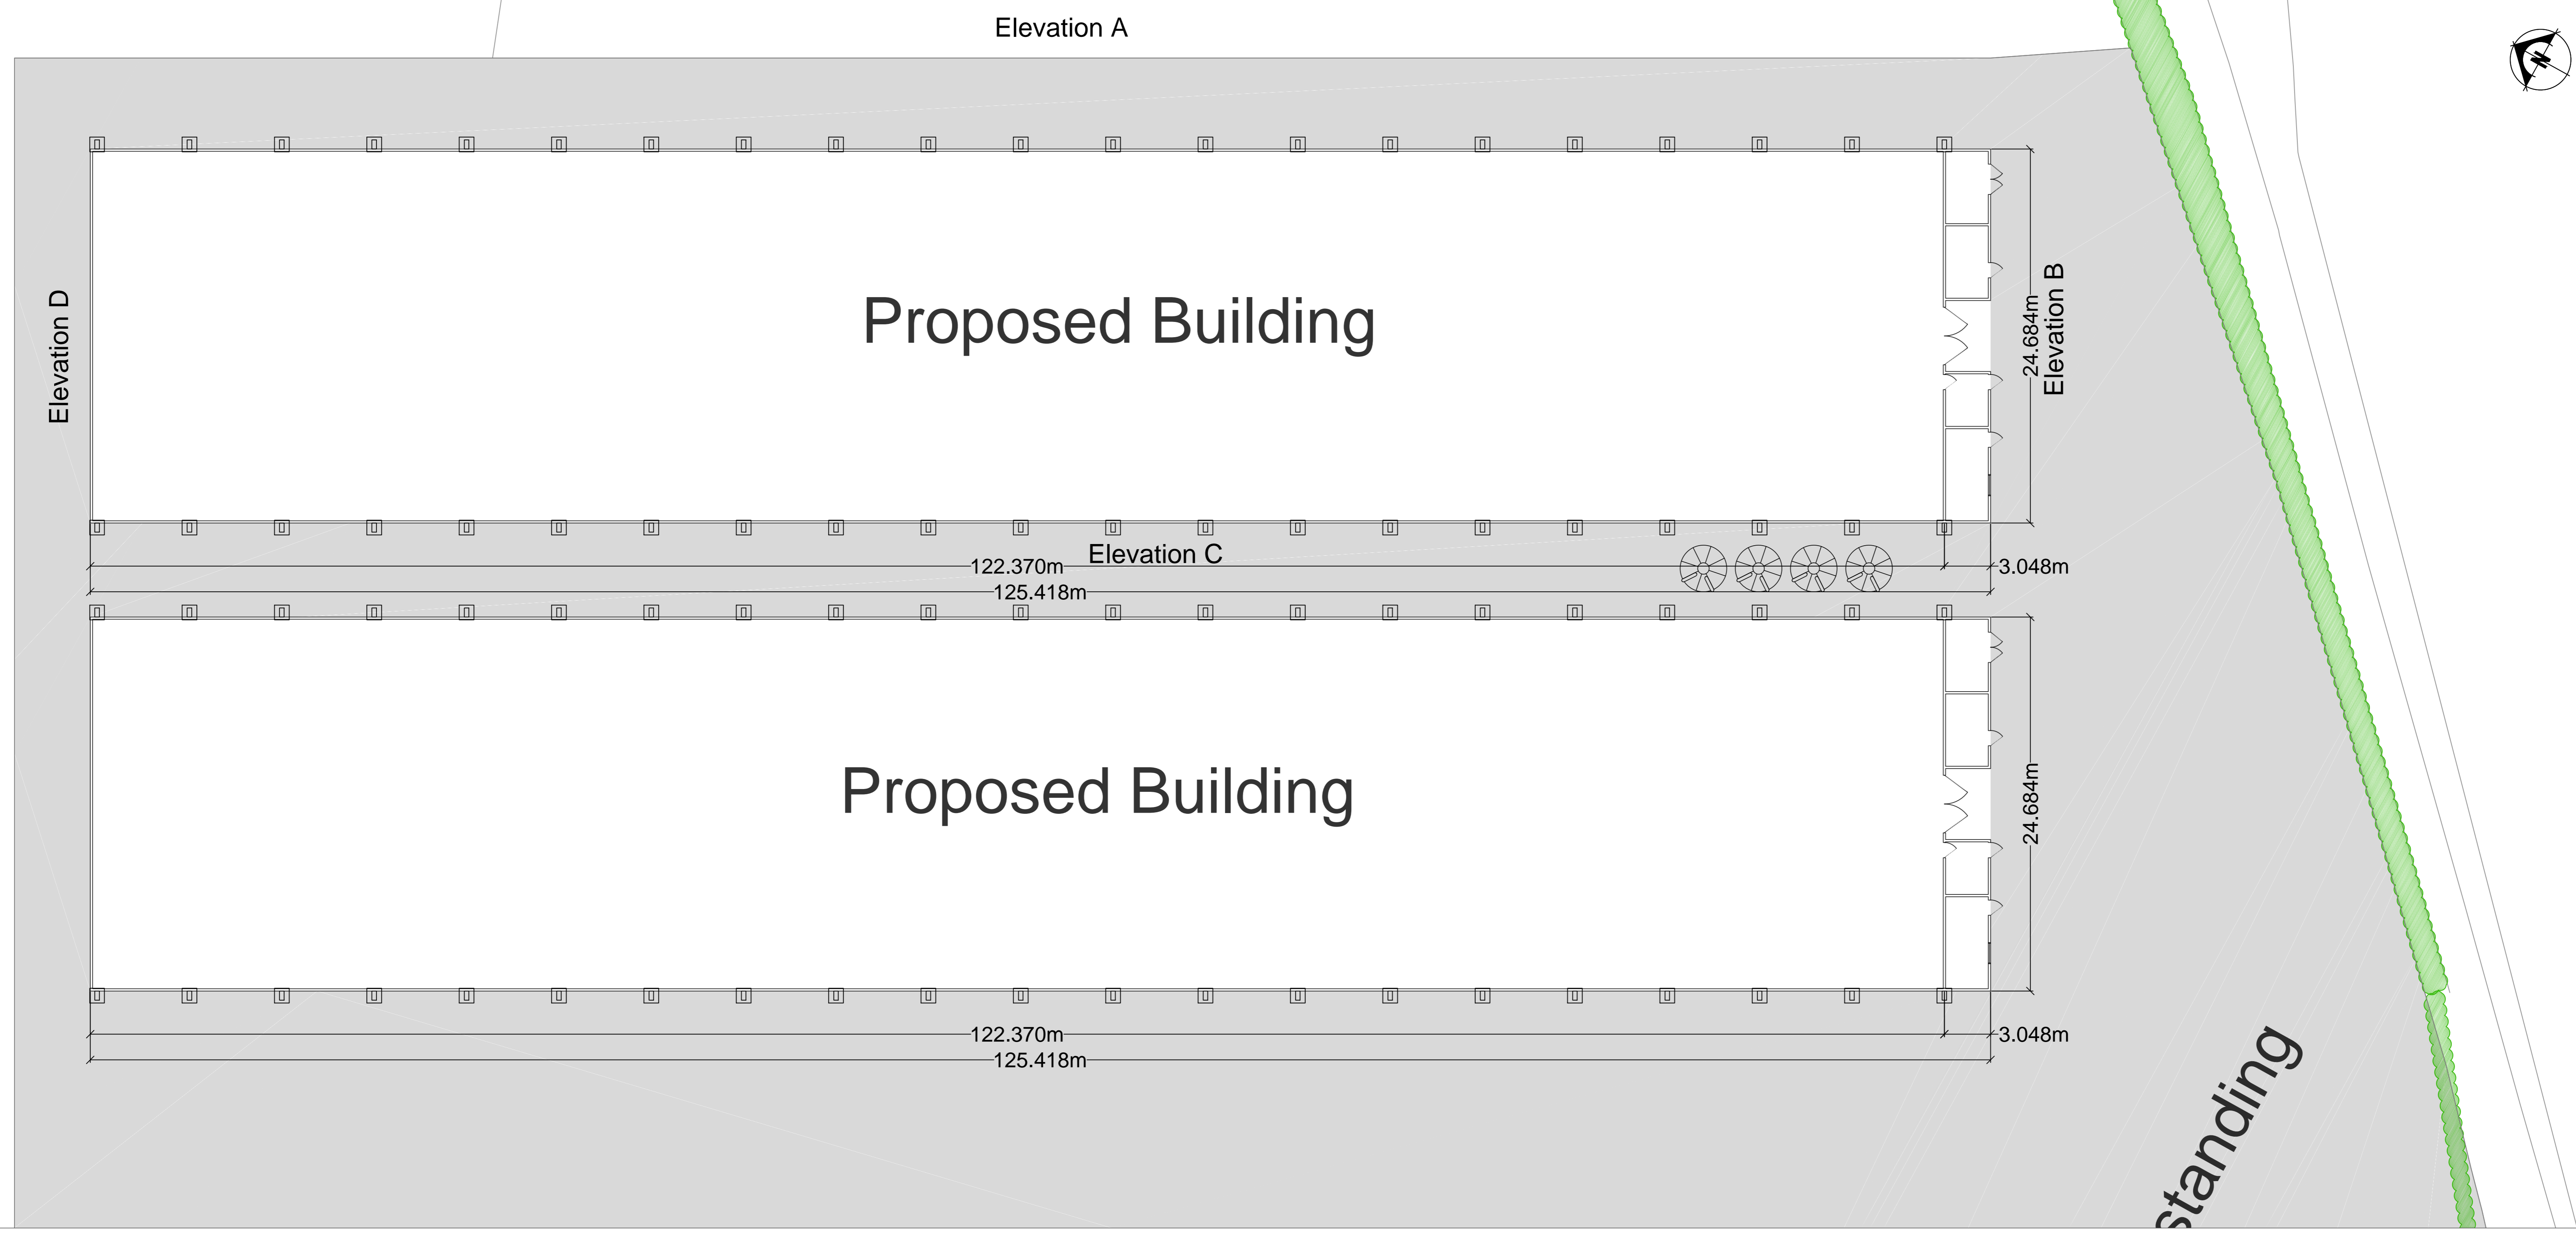 Elevation A
N
Proposed Building
Elevation D
24.684m
Elevation B
Elevation C
122.370m
3.048m
125.418m
Proposed Building
24.684m
122.370m
3.048m
125.418m
standing